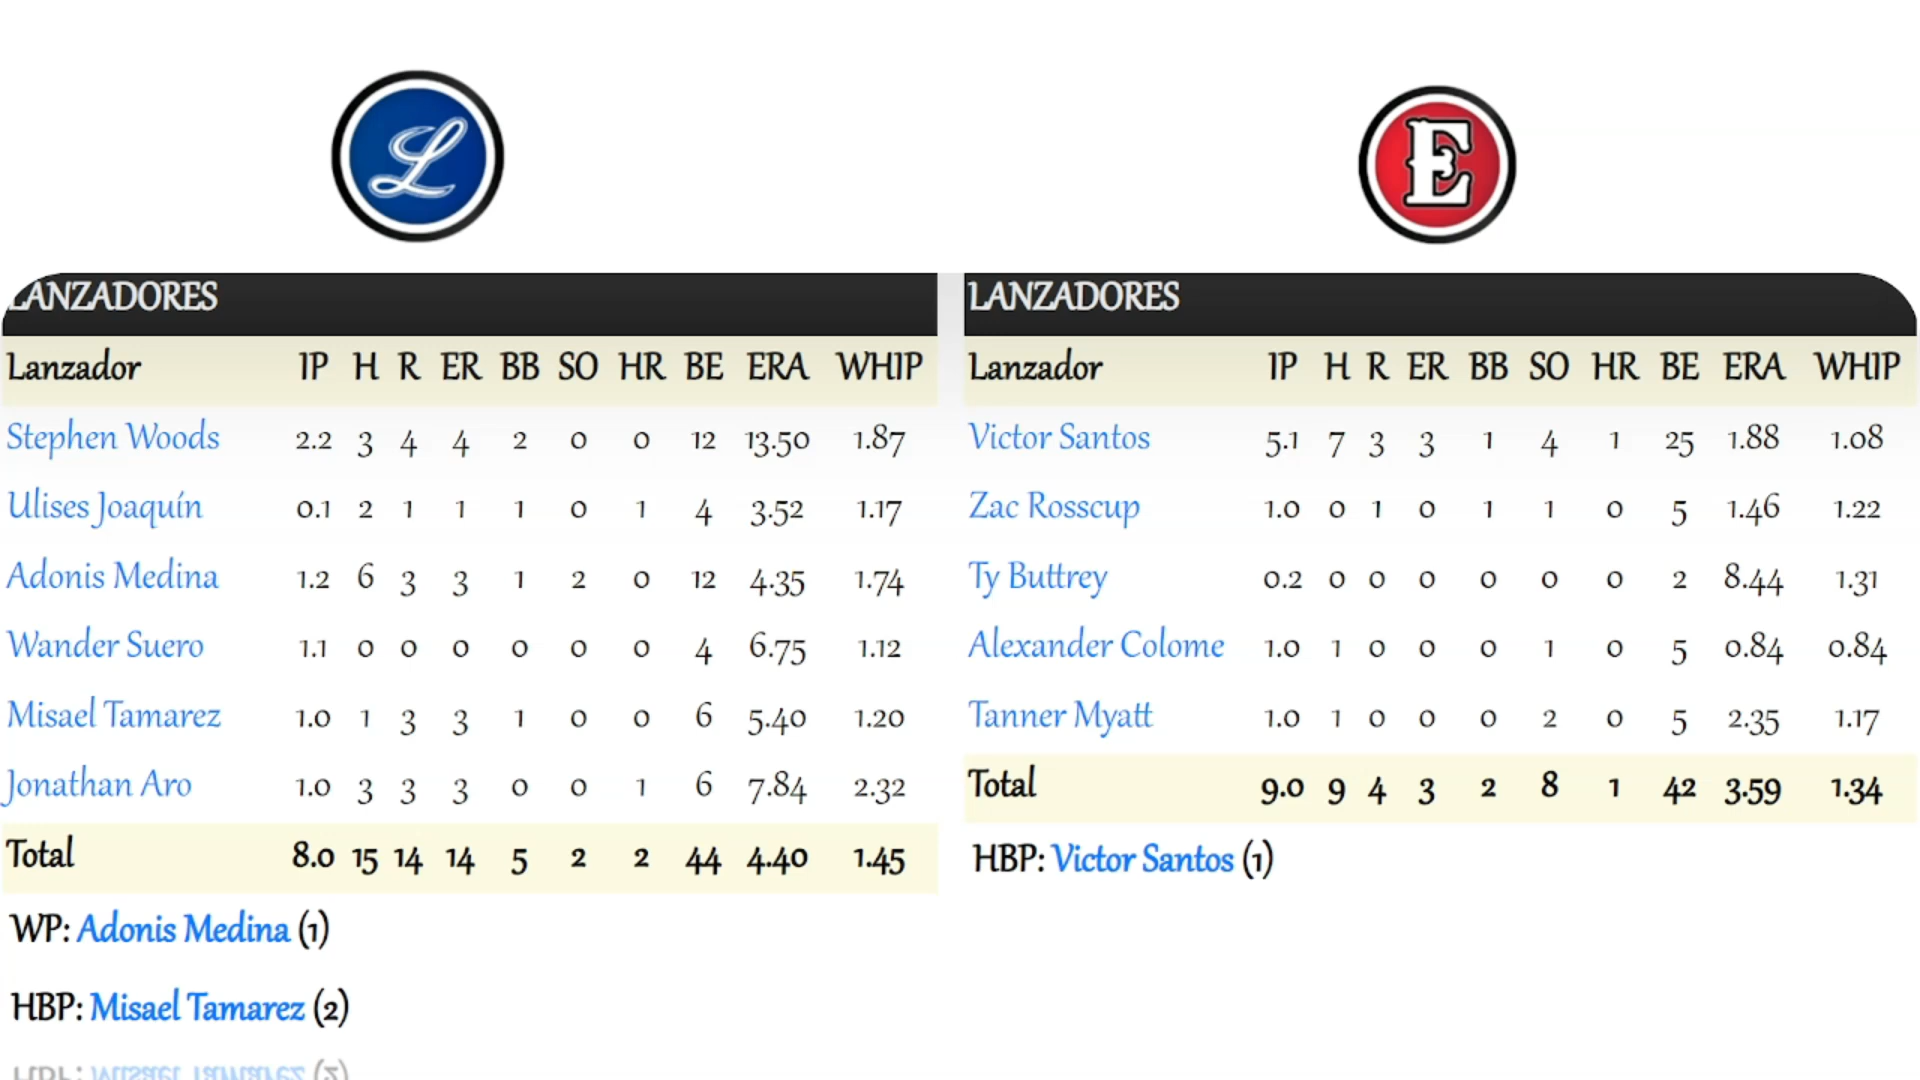 L
E
LANZADORES
Lanzador IP H R ER BB SO HR BE ERA WHIP
Stephen Woods 2.2 3 4 4 2 0 0 12 13.50 1.87
Ulises Joaquín 0.1 2 1 1 1 0 1 4 3.52 1.17
Adonis Medina 1.2 6 3 3 1 2 0 12 4.35 1.74
Wander Suero 1.1 0 0 0 0 0 0 4 6.75 1.12
Misael Tamarez 1.0 1 3 3 1 0 0 6 5.40 1.20
Jonathan Aro 1.0 3 3 3 0 0 1 6 7.84 2.32
Total 8.0 15 14 14 5 2 2 44 4.40 1.45
WP: Adonis Medina (1)
HBP: Misael Tamarez (2)
LANZADORES
Lanzador IP H R ER BB SO HR BE ERA WHIP
Victor Santos 5.1 7 3 3 1 4 1 25 1.88 1.08
Zac Rosscup 1.0 0 1 0 1 1 0 5 1.46 1.22
Ty Buttrey 0.2 0 0 0 0 0 0 2 8.44 1.31
Alexander Colome 1.0 1 0 0 0 1 0 5 0.84 0.84
Tanner Myatt 1.0 1 0 0 0 2 0 5 2.35 1.17
Total 9.0 9 4 3 2 8 1 42 3.59 1.34
HBP: Victor Santos (1)